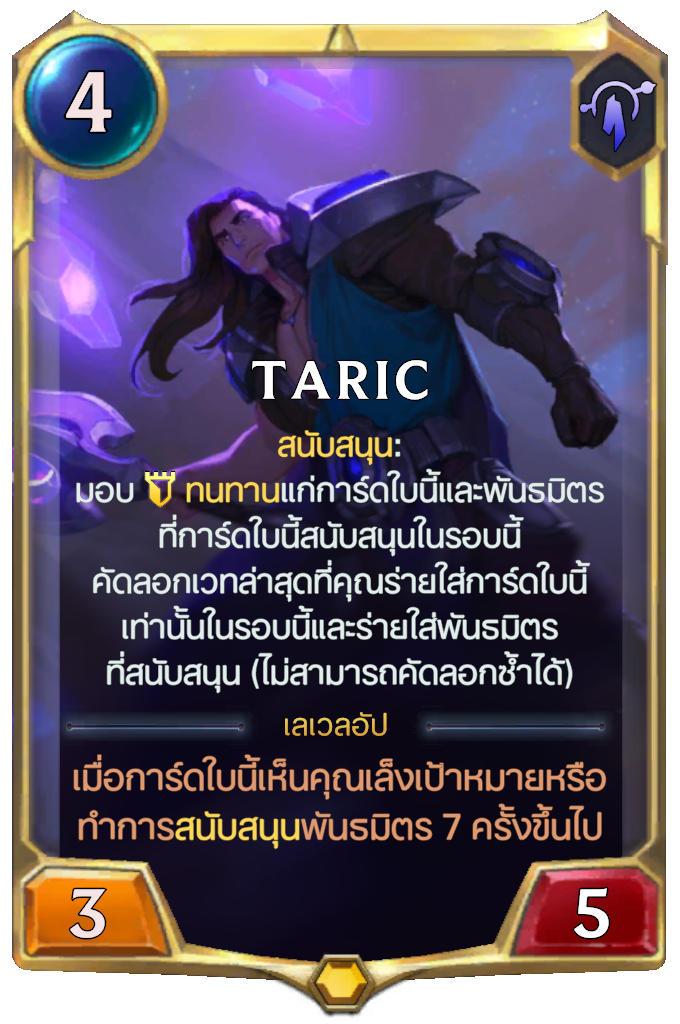 4
TARIC
สนับสนุน:
มอบ ทนทานแก่การ์ดใบนี้และพันธมิตร
ที่การ์ดใบนี้สนับสนุนในรอบนี้
คัดลอกเวทล่าสุดที่คุณร่ายใส่การ์ดใบนี้
เท่านั้นในรอบนี้และร่ายใส่พันธมิตร
ที่สนับสนุน (ไม่สามารถคัดลอกซ้ำได้)
เลเวลอัป
เมื่อการ์ดใบนี้เห็นคุณเล็งเป้าหมายหรือ
ทำการสนับสนุนพันธมิตร 7 ครั้งขึ้นไป
3
5